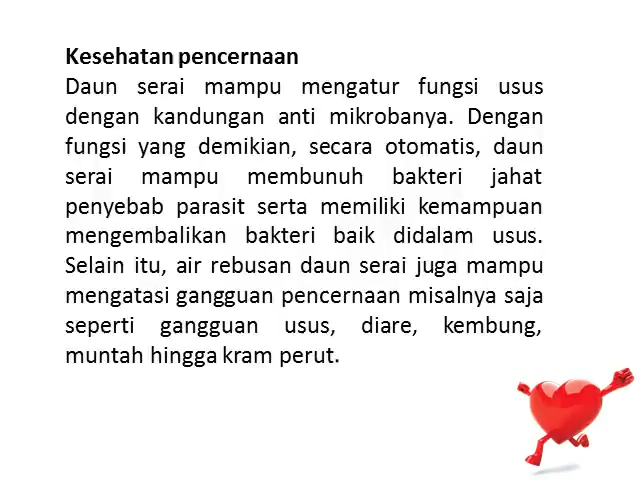 Kesehatan pencernaan
Daun serai mampu mengatur fungsi usus
dengan kandungan anti mikrobanya. Dengan
fungsi yang demikian, secara otomatis, daun
serai mampu membunuh bakteri jahat
penyebab parasit serta memiliki kemampuan
mengembalikan bakteri baik didalam usus.
Selain itu, air rebusan daun serai juga mampu
mengatasi gangguan pencernaan misalnya saja
seperti gangguan usus, diare, kembung,
muntah hingga kram perut.